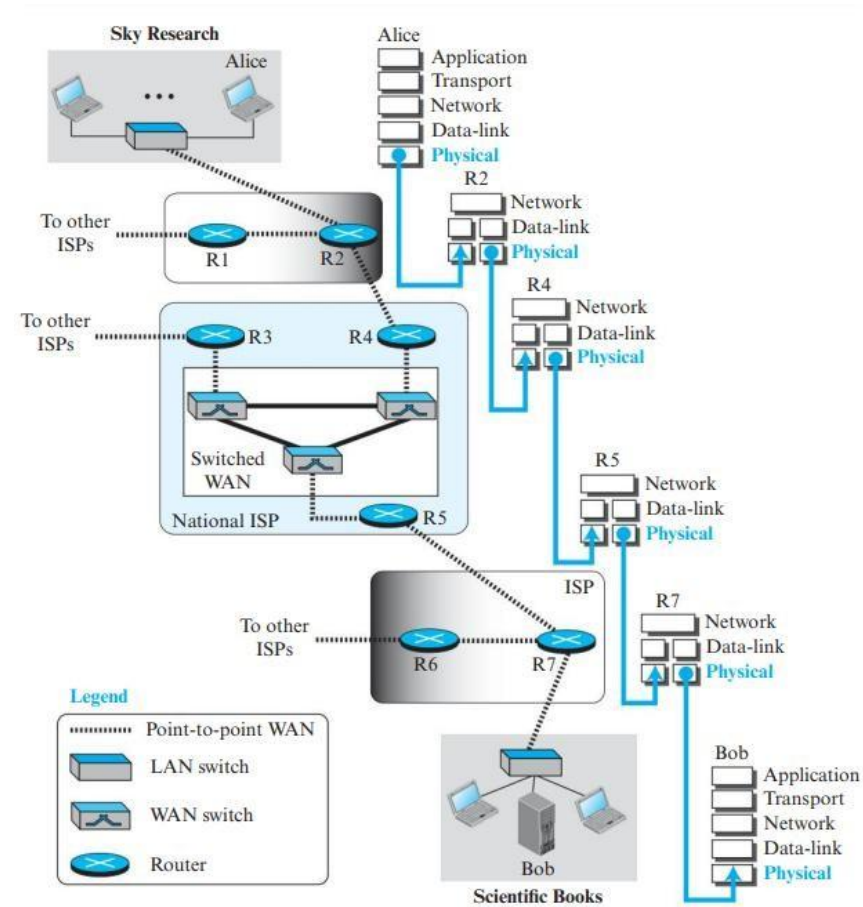 Sky Research
Alice
To other
ISPs
R1
R2
To other
ISPs
R3
R4
Switched
WAN
National ISP
R5
ISP
To other
ISPs
R6
R7
Legend
Point-to-point WAN
LAN switch
WAN switch
Router
Bob
Scientific Books
Alice
Application
Transport
Network
Data-link
Physical
R2
Network
Data-link
Physical
R4
Network
Data-link
Physical
R5
Network
Data-link
Physical
R7
Network
Data-link
Physical
Bob
Application
Transport
Network
Data-link
Physical